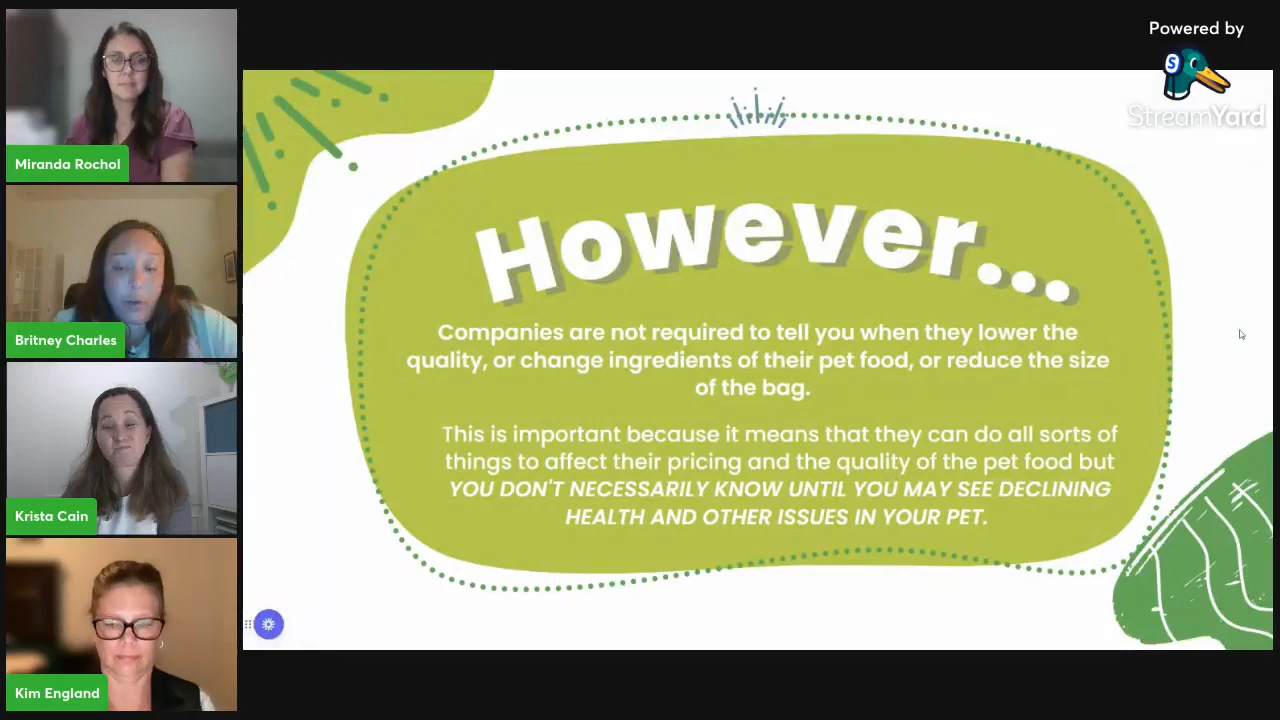 Miranda Rochol
Britney Charles
Krista Cain
Kim England
Powered by
S
StreamYard
However...
Companies are not required to tell you when they lower the
quality, or change ingredients of their pet food, or reduce the size
of the bag.
This is important because it means that they can do all sorts of
things to affect their pricing and the quality of the pet food but
YOU DON'T NECESSARILY KNOW UNTIL YOU MAY SEE DECLINING
HEALTH AND OTHER ISSUES IN YOUR PET.